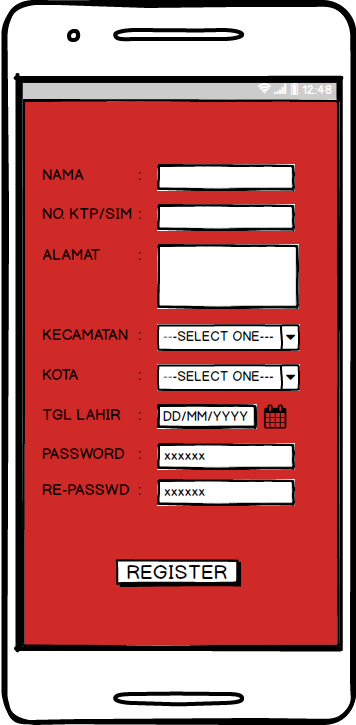 12:48
NAMA :
NO. KTP/SIM :
ALAMAT :
KECAMATAN : ---SELECT ONE---
KOTA : ---SELECT ONE---
TGL LAHIR : DD/MM/YYYY
PASSWORD : xxxxxx
RE-PASSWD : xxxxxx
REGISTER